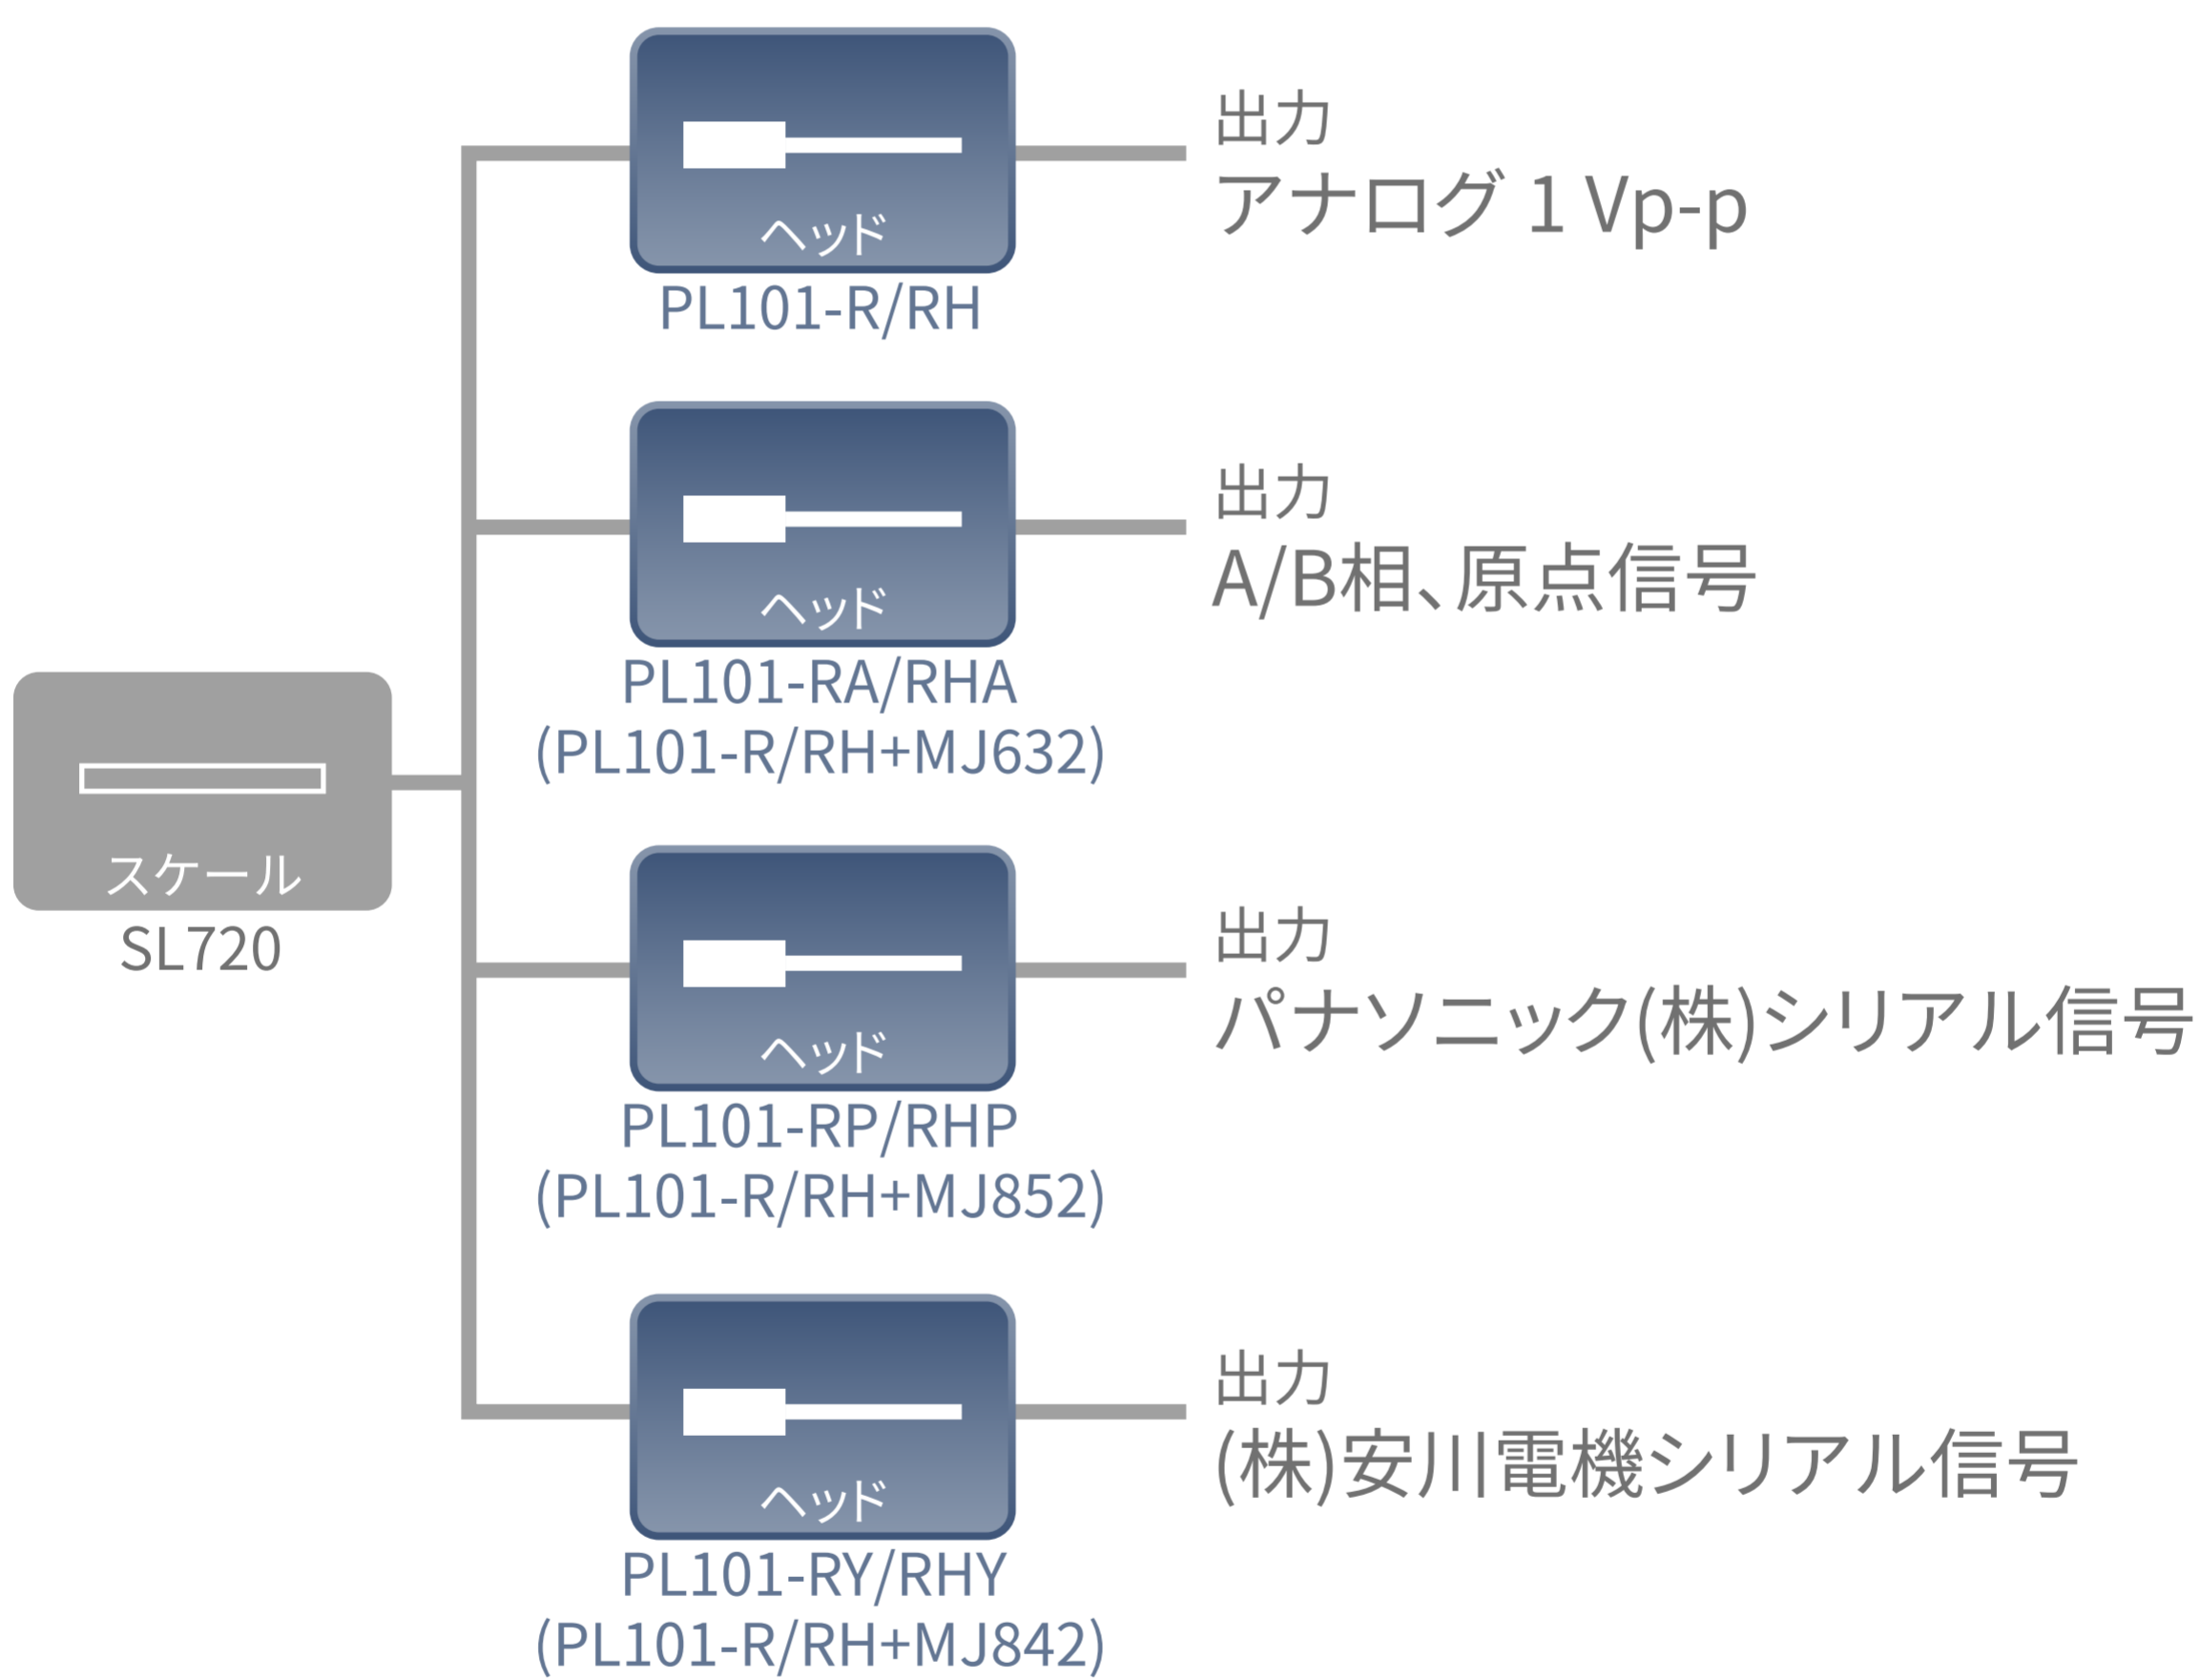 ヘッド
PL101-R/RH
出力
アナログ 1 Vp-p
ヘッド
PL101-RA/RHA
(PL101-R/RH+MJ632)
出力
A/B相、原点信号
スケール
SL720
ヘッド
PL101-RP/RHP
(PL101-R/RH+MJ852)
出力
パナソニック(株)シリアル信号
ヘッド
PL101-RY/RHY
(PL101-R/RH+MJ842)
出力
(株)安川電機シリアル信号